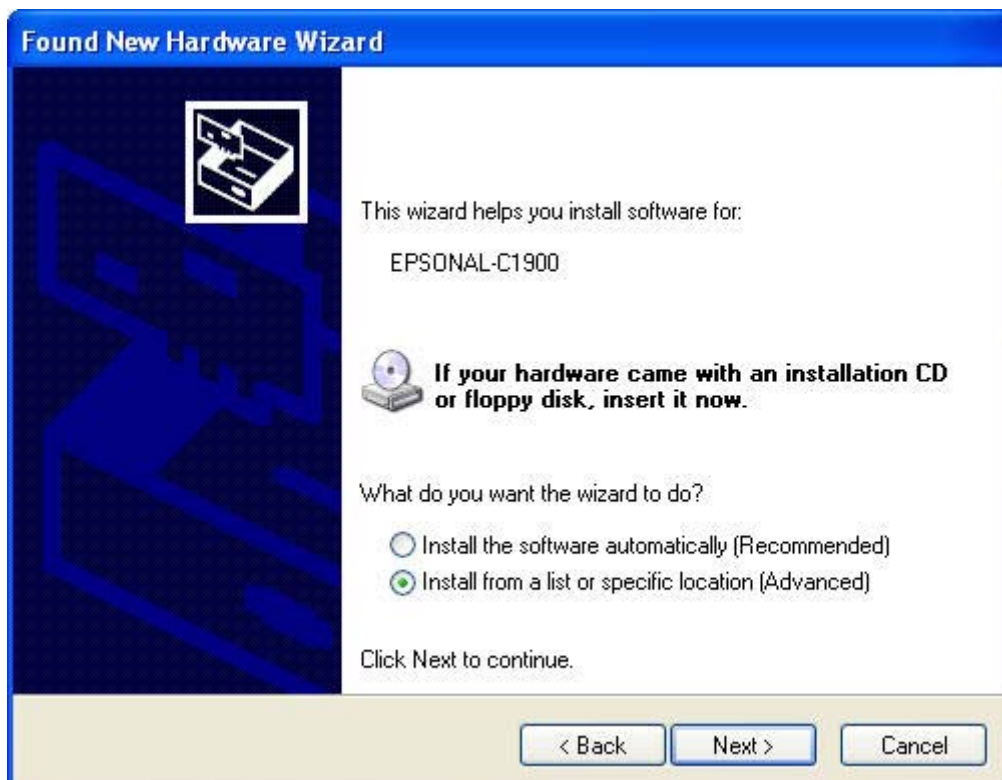 Found New Hardware Wizard
This wizard helps you install software for:
EPSONAL-C1900
If your hardware came with an installation CD
or floppy disk, insert it now.
What do you want the wizard to do?
Install the software automatically (Recommended)
Install from a list or specific location (Advanced)
Click Next to continue.
< Back
Next >
Cancel